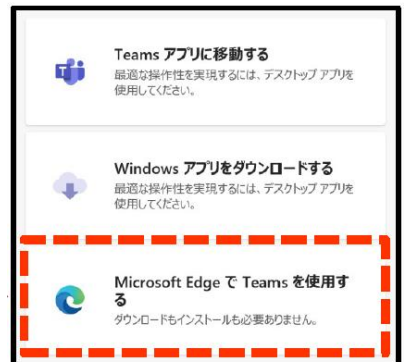 Teams アプリに移動する
最適な操作性を実現するには、デスクトップ アプリを
使用してください。
Windows アプリをダウンロードする
最適な操作性を実現するには、デスクトップ アプリを
使用してください。
Microsoft Edge で Teams を使用す
る
ダウンロードもインストールも必要ありません。